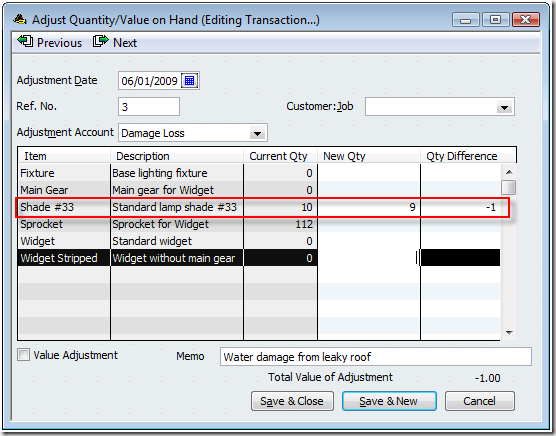 Adjust Quantity/Value on Hand (Editing Transaction...)
Previous Next
Adjustment Date 06/01/2009
Ref. No. 3 Customer:Job
Adjustment Account Damage Loss
Item Description Current Qty New Qty Qty Difference
Fixture Base lighting fixture 0
Main Gear Main gear for Widget 0
Shade #33 Standard lamp shade #33 10 9 -1
Sprocket Sprocket for Widget 112
Widget Standard widget 0
Widget Stripped Widget without main gear 0
Value Adjustment Memo Water damage from leaky roof
Total Value of Adjustment -1.00
Save & Close Save & New Cancel